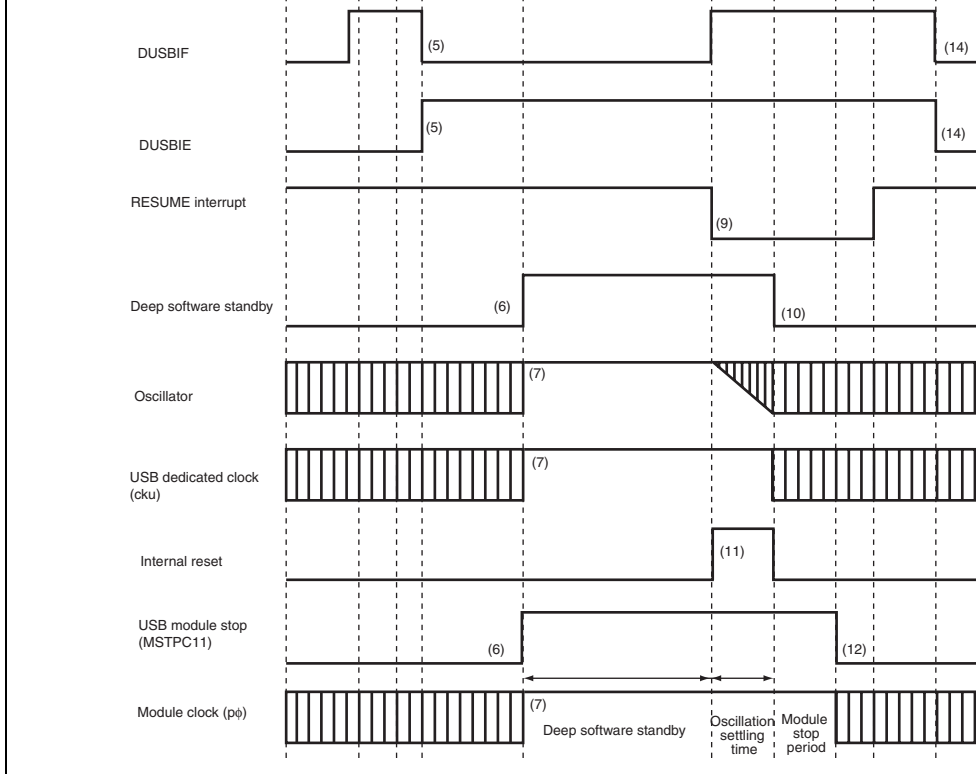 DUSBIF
(5)
(14)
DUSBIE
(5)
(14)
RESUME interrupt
(9)
Deep software standby
(6)
(10)
Oscillator
(7)
USB dedicated clock
(cku)
(7)
Internal reset
(11)
USB module stop
(MSTPC11)
(6)
(12)
Module clock (pϕ)
(7)
Deep software standby
Oscillation
settling
time
Module
stop
period